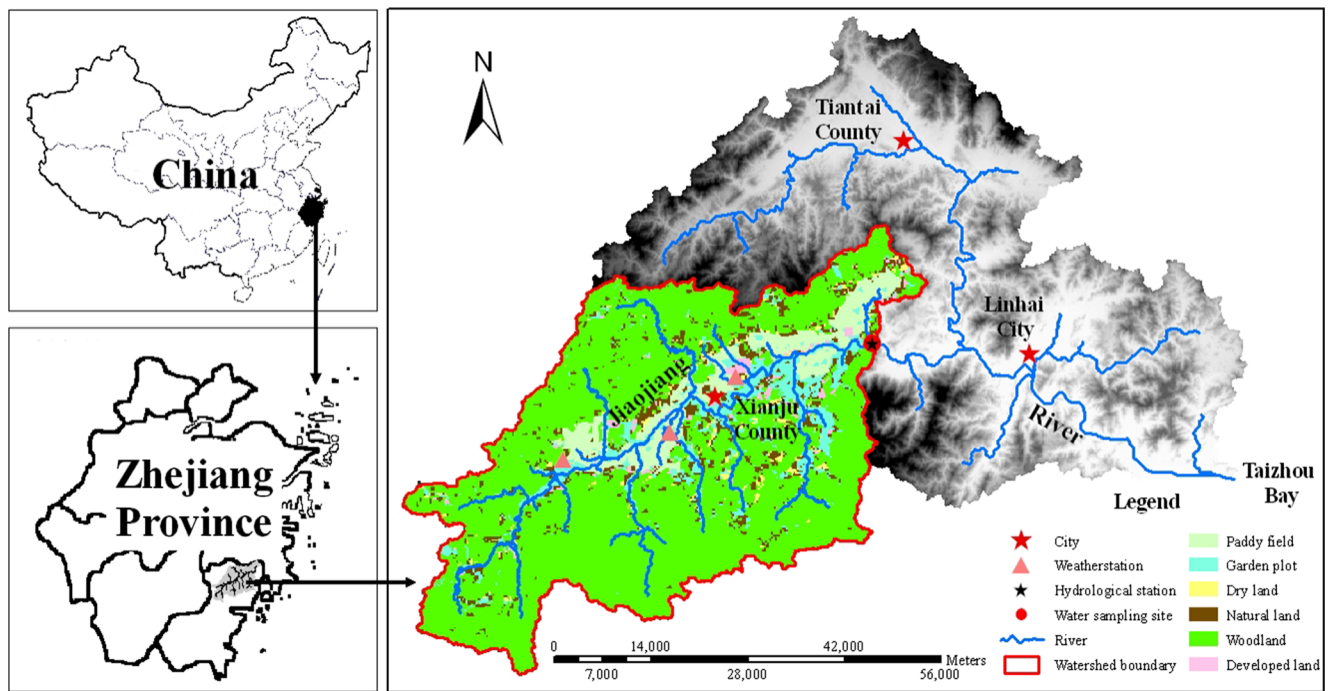 China
Zhejiang
Province
N
Tiantai
County
Linhai
City
Jiaojiang
Xianju
County
River
Taizhou
Bay
Legend
City
Weatherstation
Hydrological station
Water sampling site
River
Watershed boundary
Paddy field
Garden plot
Dry land
Natural land
Woodland
Developed land
0 14,000 42,000
Meters
7,000 28,000 56,000